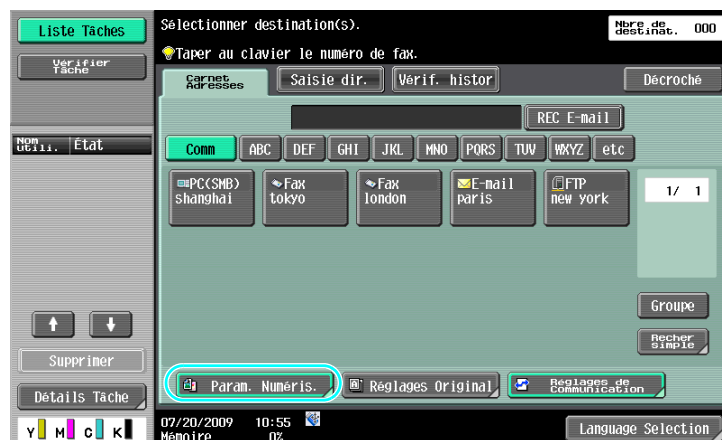 Liste Tâches
Sélectionner destination(s).
Nbre de destinat. 000
Taper au clavier le numéro de fax.
Vérifier Tâche
Carnet Adresses
Saisie dir.
Vérif. histor
Décroché
REC E-mail
Nom utili.
État
Comm
ABC
DEF
GHI
JKL
MNO
PQRS
TUV
WXYZ
etc
PC(SMB) shanghai
Fax tokyo
Fax london
E-mail paris
FTP new york
1/ 1
Groupe
Recher simple
Supprimer
Param. Numéris.
Réglages Original
Réglages de Communication
Détails Tâche
07/20/2009 10:55
Language Selection
Y M C K
Mémoire 0%